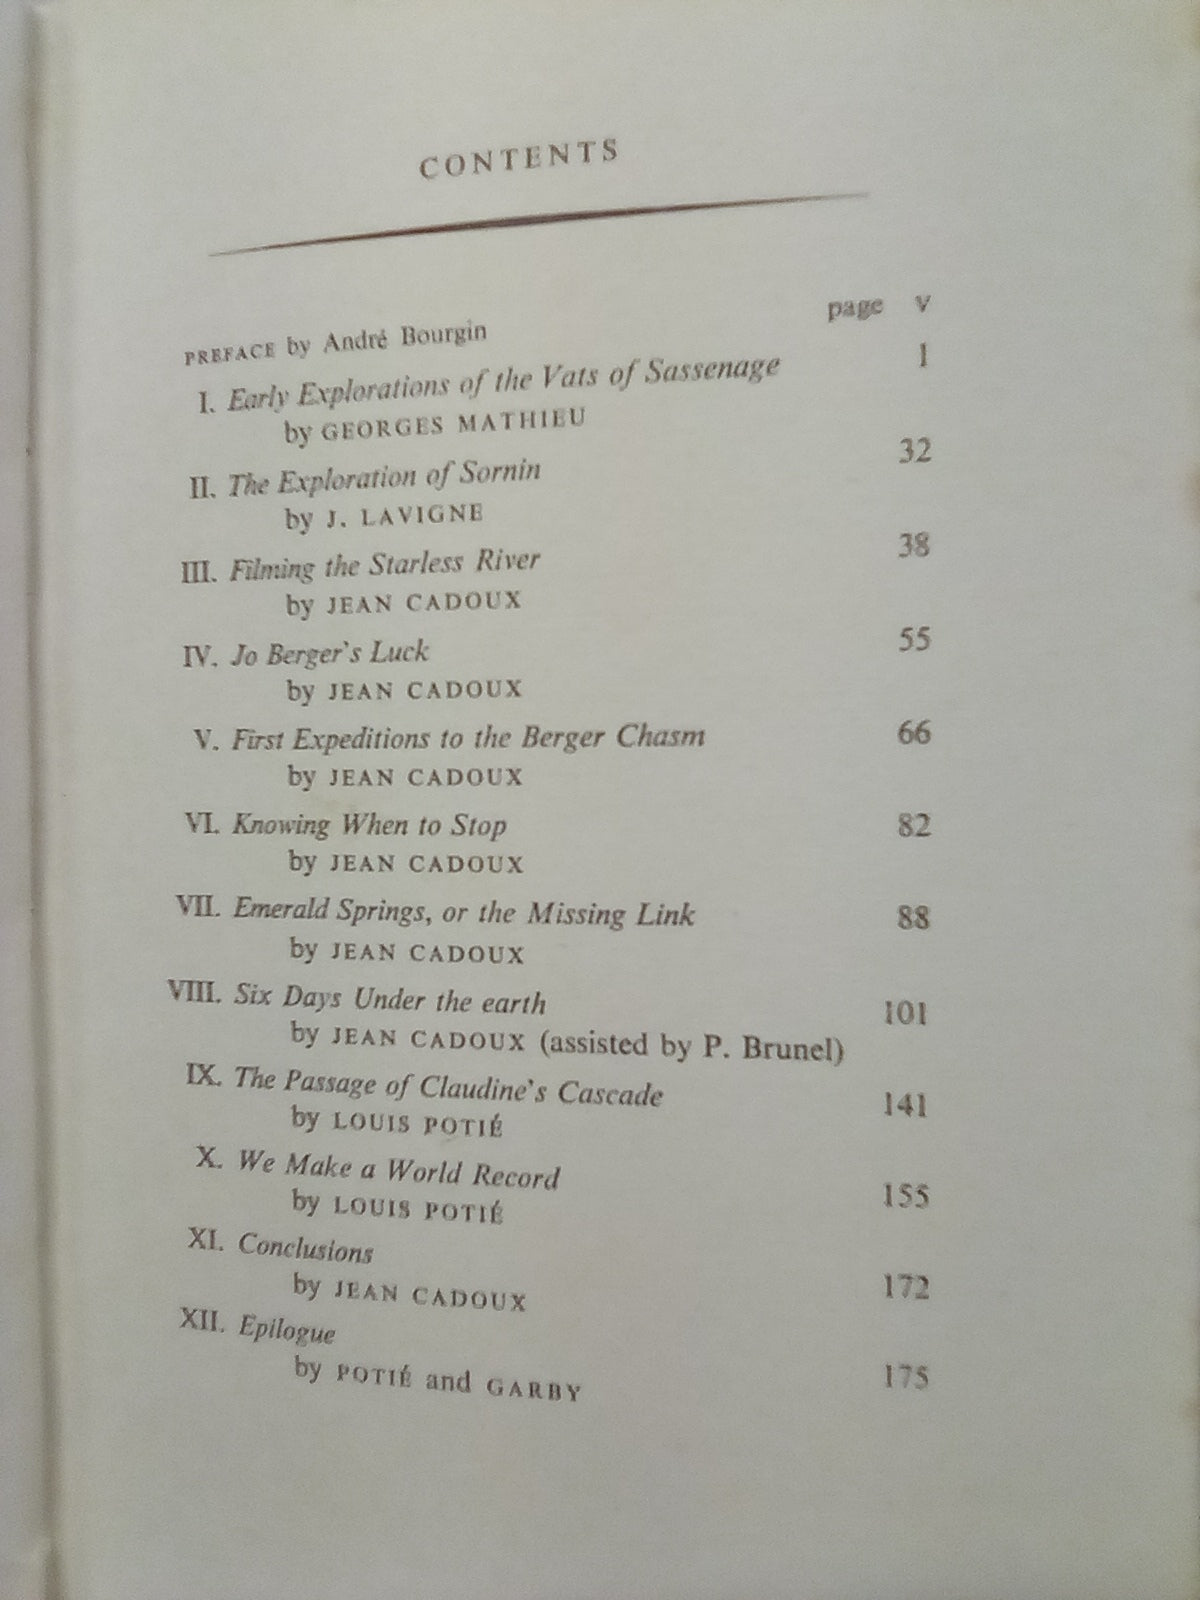 CONTENTS
page v
PREFACE by André Bourgin
I. Early Explorations of the Vats of Sassenage 1
by GEORGES MATHIEU
II. The Exploration of Sornin 32
by J. LAVIGNE
III. Filming the Starless River 38
by JEAN CADOUX
IV. Jo Berger's Luck 55
by JEAN CADOUX
V. First Expeditions to the Berger Chasm 66
by JEAN CADOUX
VI. Knowing When to Stop 82
by JEAN CADOUX
VII. Emerald Springs, or the Missing Link 88
by JEAN CADOUX
VIII. Six Days Under the earth 101
by JEAN CADOUX (assisted by P. Brunel)
IX. The Passage of Claudine's Cascade 141
by LOUIS POTIÉ
X. We Make a World Record 155
by LOUIS POTIÉ
XI. Conclusions 172
by JEAN CADOUX
XII. Epilogue 175
by POTIÉ and GARBY